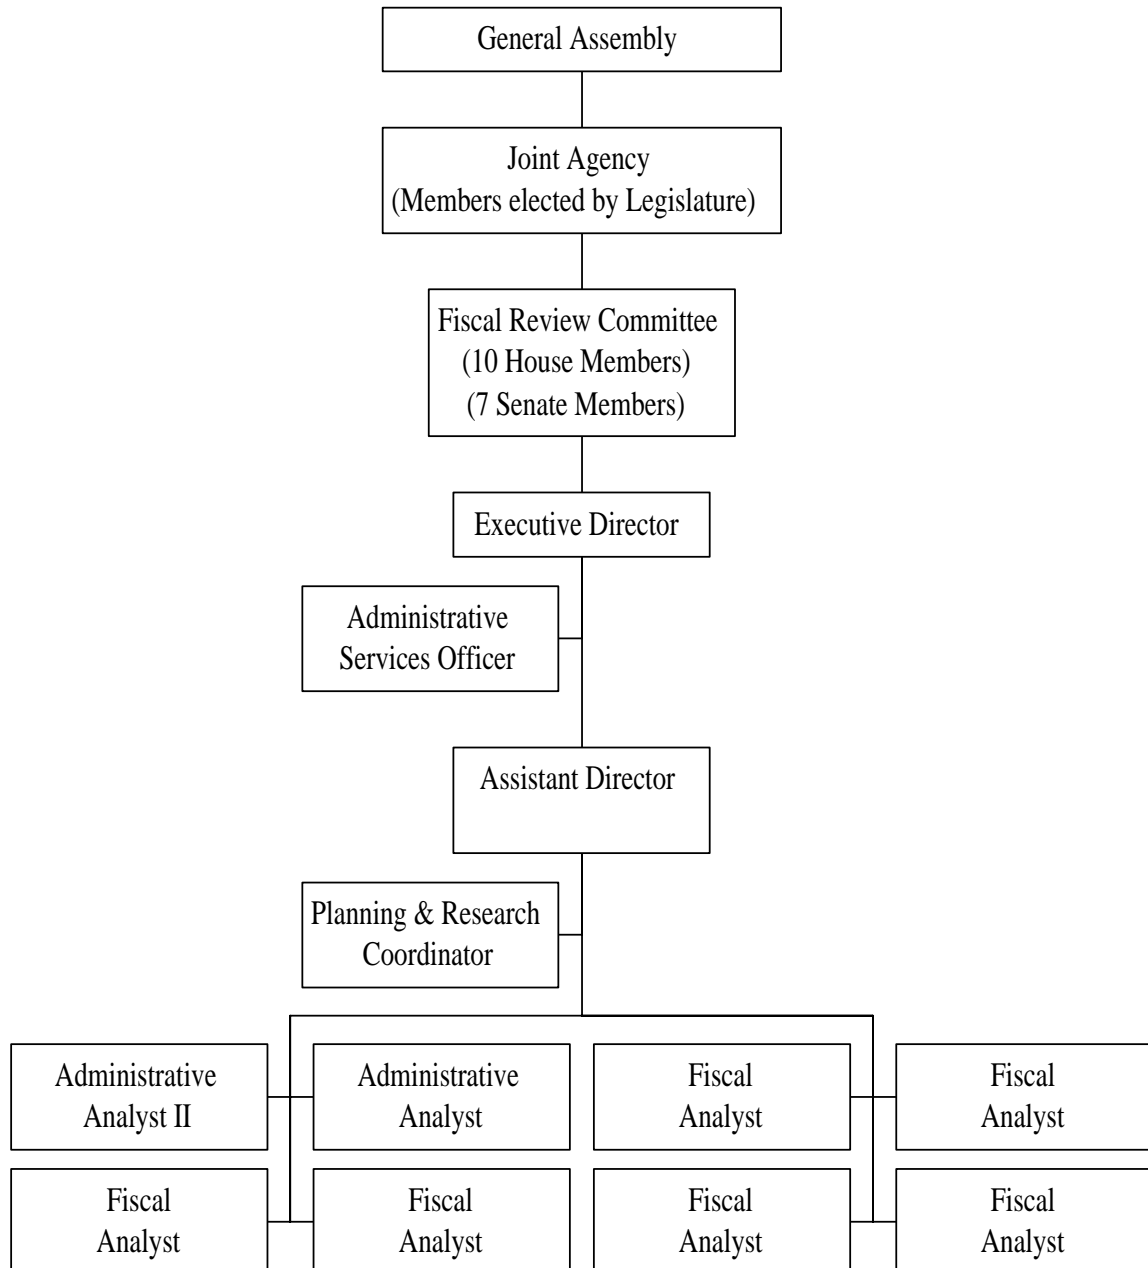 General Assembly
Joint Agency
(Members elected by Legislature)
Fiscal Review Committee
(10 House Members)
(7 Senate Members)
Executive Director
Administrative
Services Officer
Assistant Director
Planning & Research
Coordinator
Administrative
Analyst II
Administrative
Analyst
Fiscal
Analyst
Fiscal
Analyst
Fiscal
Analyst
Fiscal
Analyst
Fiscal
Analyst
Fiscal
Analyst